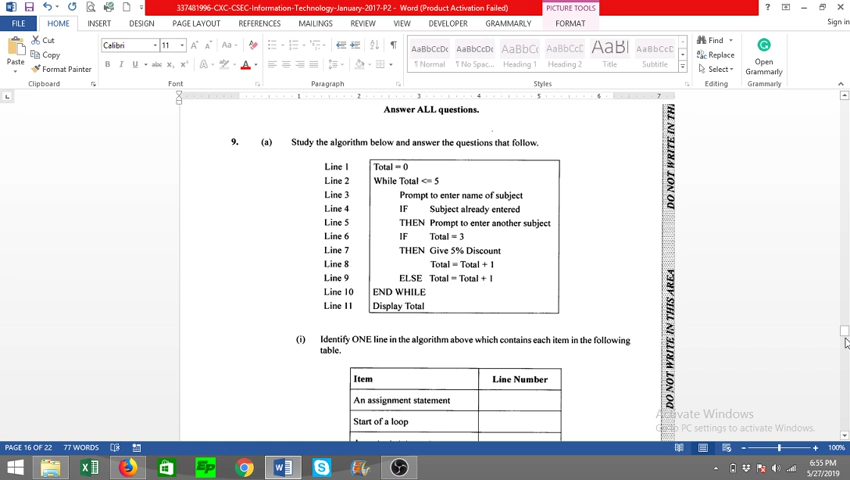 337481996-CXC-CSEC-Information-Technology-January-2017-P2 - Word (Product Activation Failed)
PICTURE TOOLS
FILE HOME INSERT DESIGN PAGE LAYOUT REFERENCES MAILINGS REVIEW VIEW DEVELOPER GRAMMARLY FORMAT Sign in
Paste
Cut
Copy
Format Painter
Clipboard
Calibri 11
Font
Paragraph
AaBbCcDc AaBbCcDc AaBbCc AaBbCcC AaBI AaBbCcD
¶ Normal ¶ No Spac... Heading 1 Heading 2 Title Subtitle
Styles
Find
Replace
Select
Editing
Open Grammarly
Grammarly
Answer ALL questions.
9. (a) Study the algorithm below and answer the questions that follow.
Line 1 Total = 0
Line 2 While Total <= 5
Line 3 Prompt to enter name of subject
Line 4 IF Subject already entered
Line 5 THEN Prompt to enter another subject
Line 6 IF Total = 3
Line 7 THEN Give 5% Discount
Line 8 Total = Total + 1
Line 9 ELSE Total = Total + 1
Line 10 END WHILE
Line 11 Display Total
(i) Identify ONE line in the algorithm above which contains each item in the following
table.
Item Line Number
An assignment statement
Start of a loop
DO NOT WRITE IN THIS AREA
DO NOT WRITE IN TH
Activate Windows
Go to PC settings to activate Windows.
PAGE 16 OF 22 77 WORDS 100%
6:55 PM
5/27/2019